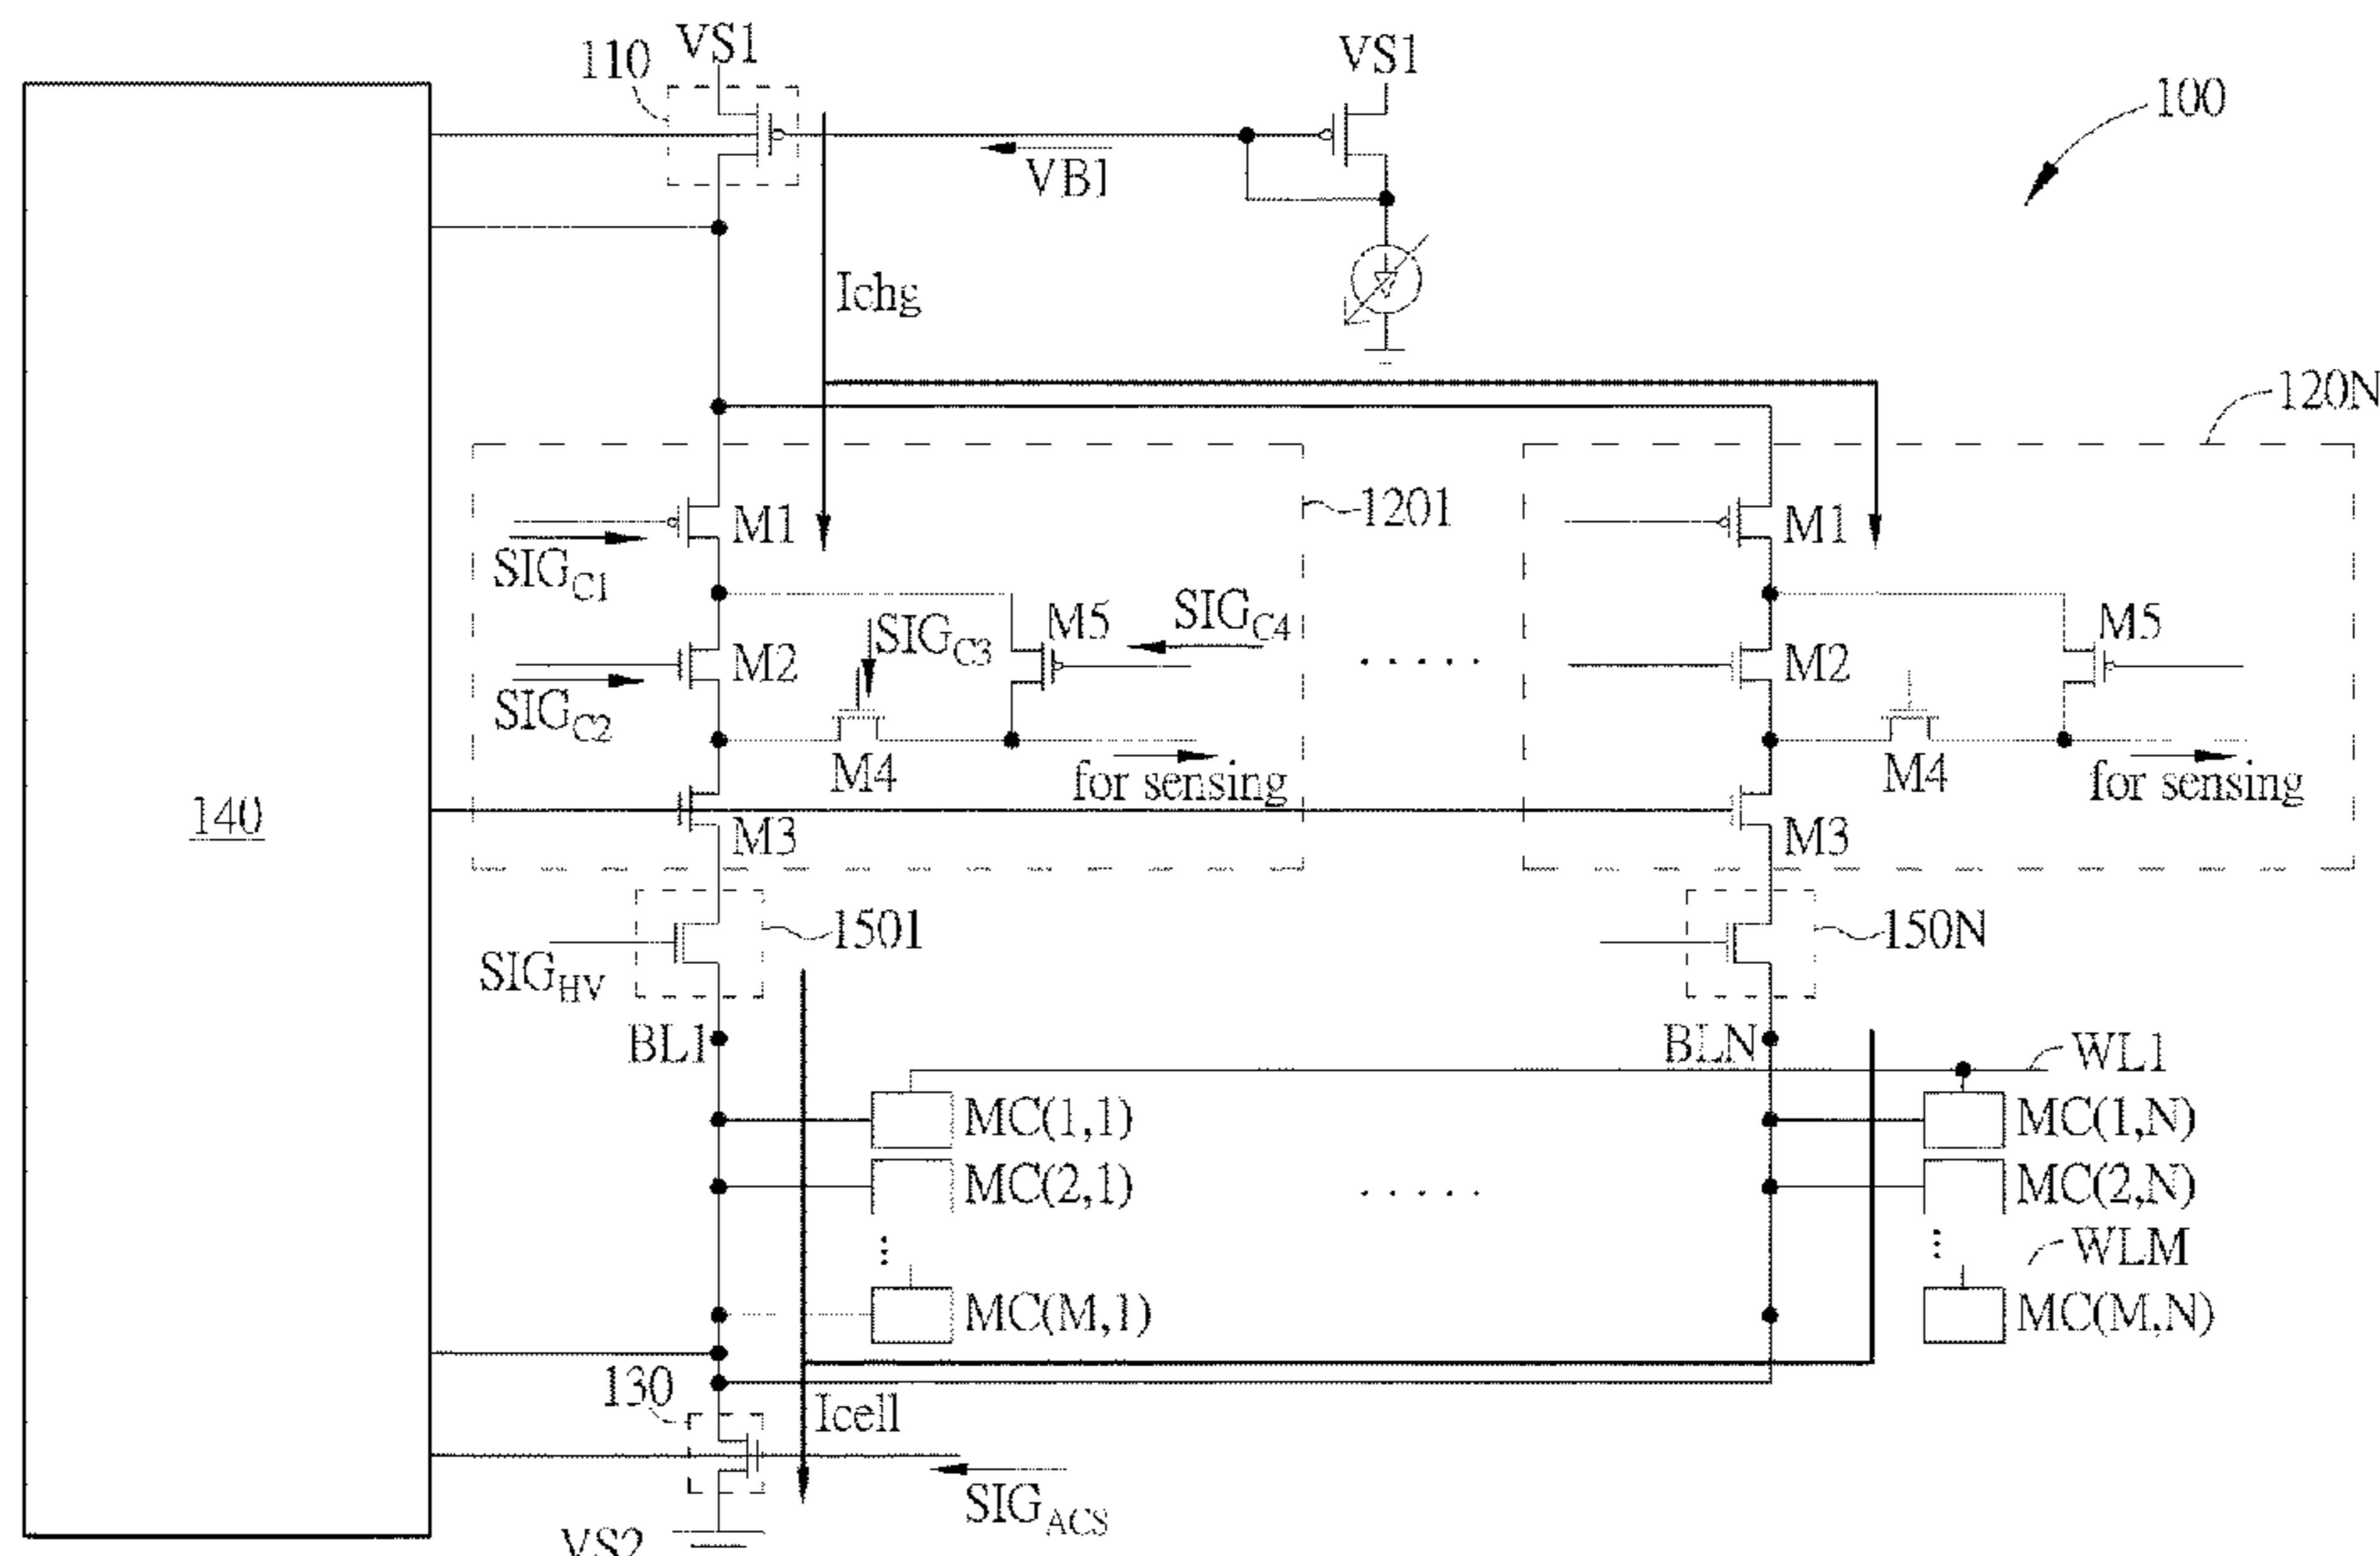 VS1
110
VS1
100
VB1
Ichg
120N
M1
1201
M1
SIGC1
M5
SIGC4
M5
SIGC3
M2
. . . . .
M2
SIGC2
M4
M4
for sensing
for sensing
140
M3
M3
1501
150N
SIGHV
BL1
BLN
WL1
MC(1,1)
MC(1,N)
MC(2,1)
. . . . .
MC(2,N)
WLM
MC(M,1)
MC(M,N)
130
Icell
SIGACS
VS2